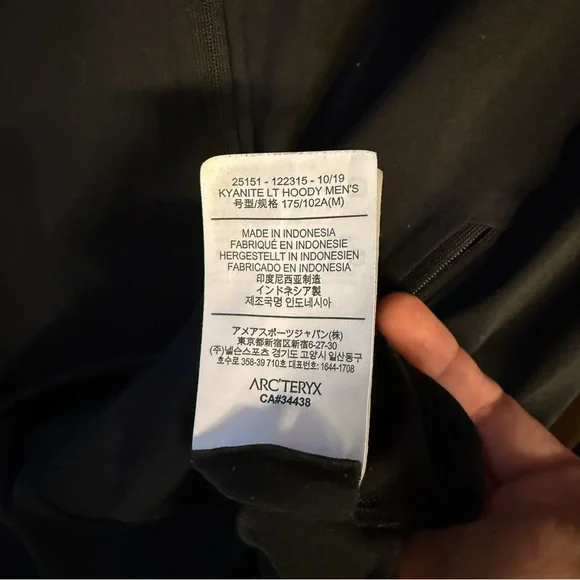 25151 - 122315 - 10/19
KYANITE LT HOODY MEN'S
号型/规格 175/102A(M)
MADE IN INDONESIA
FABRIQUÉ EN INDONESIE
HERGESTELLT IN INDONESIEN
FABRICADO EN INDONESIA
印度尼西亚制造
インドネシア製
제조국명 인도네시아
アメアスポーツジャパン(株)
東京都新宿区新宿6-27-30
(주)넬슨스포츠 경기도 고양시 일산동구
호수로 358-39 710호 대표번호: 1644-1708
ARC'TERYX
CA#34438